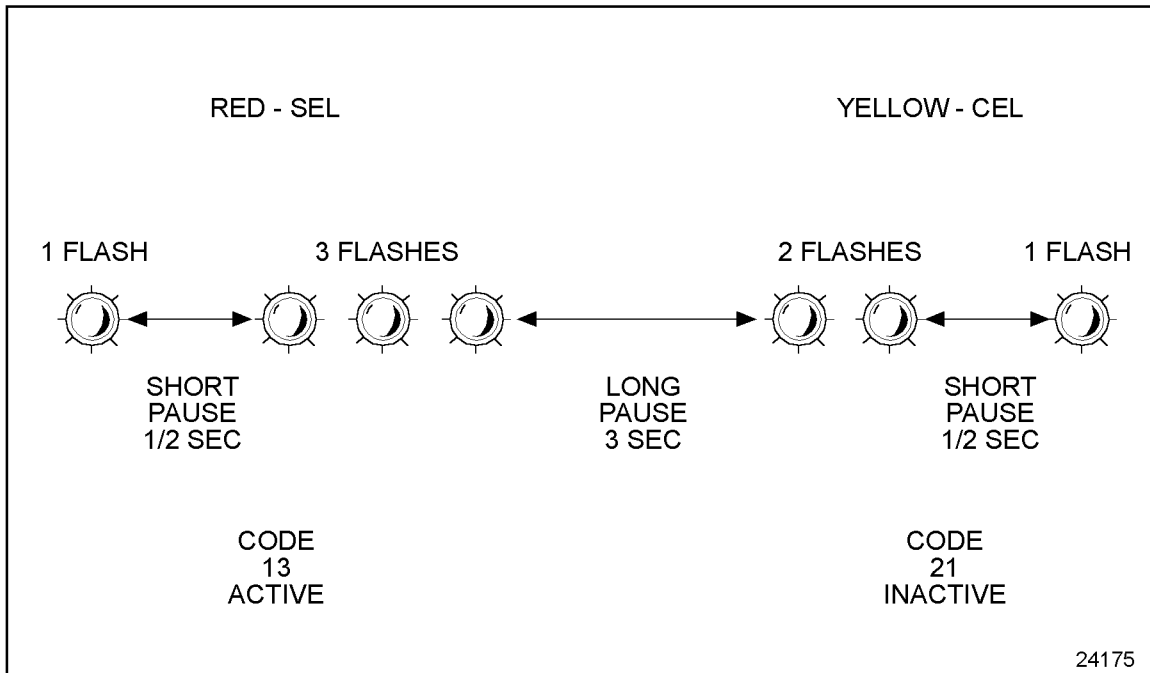 RED - SEL
YELLOW - CEL
1 FLASH
3 FLASHES
2 FLASHES
1 FLASH
SHORT
PAUSE
1/2 SEC
LONG
PAUSE
3 SEC
SHORT
PAUSE
1/2 SEC
CODE
13
ACTIVE
CODE
21
INACTIVE
24175